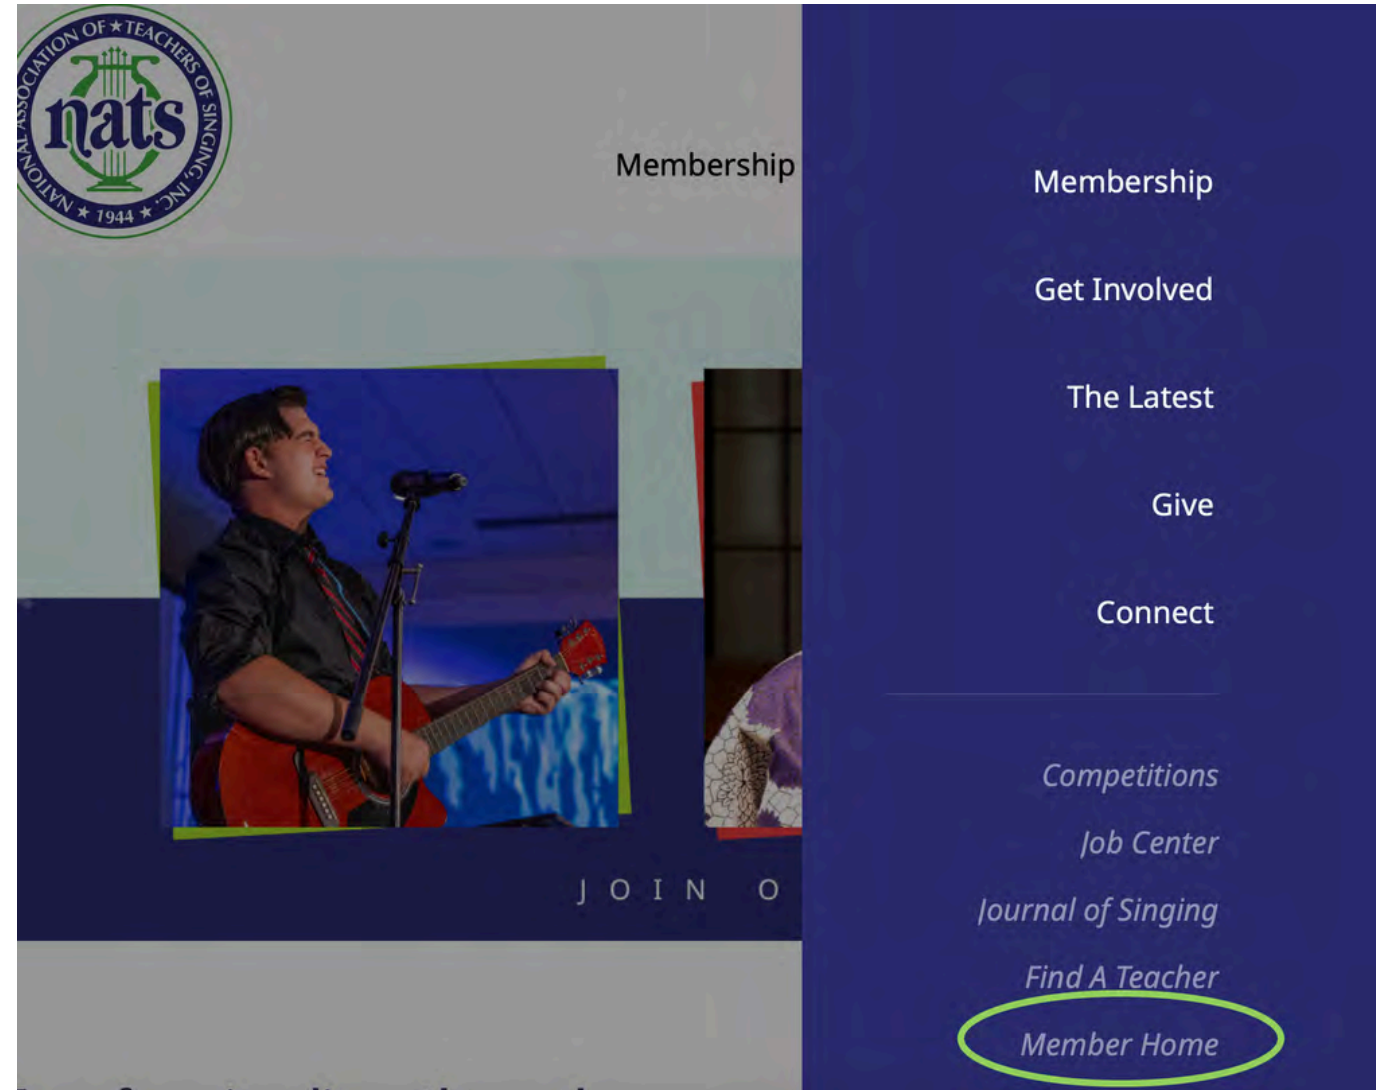 NATIONAL ASSOCIATION OF ★ TEACHERS OF SINGING, INC.
nats
★ 1944 ★
Membership
Membership
Get Involved
The Latest
Give
Connect
JOIN O
Competitions
Job Center
Journal of Singing
Find A Teacher
Member Home